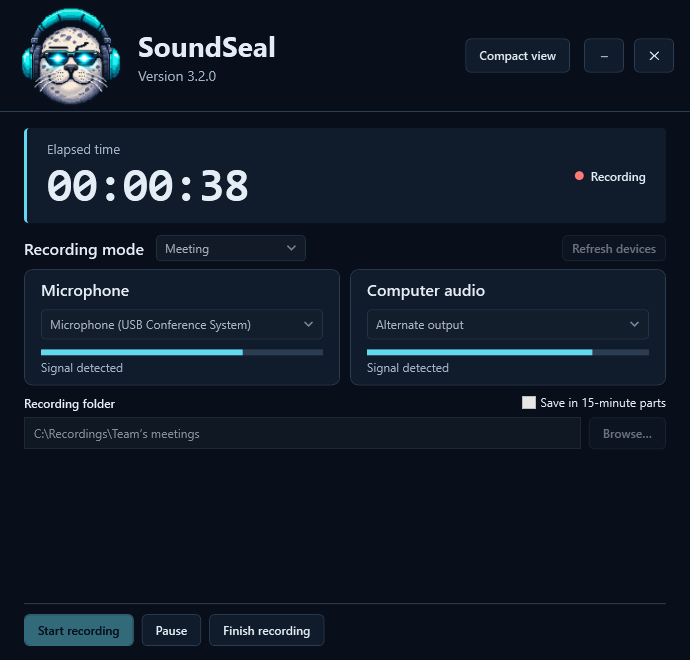 SoundSeal
Version 3.2.0
Compact view
Elapsed time
00:00:38
Recording
Recording mode
Meeting
Refresh devices
Microphone
Microphone (USB Conference System)
Signal detected
Computer audio
Alternate output
Signal detected
Recording folder
Save in 15-minute parts
C:\Recordings\Team's meetings
Browse...
Start recording
Pause
Finish recording